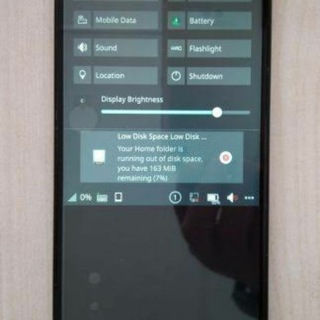 Mobile Data
Battery
Sound
Flashlight
Location
Shutdown
Display Brightness
Low Disk Space Low Disk ...
Your Home folder is
running out of disk space,
you have 163 MiB
remaining (7%)
0%
1